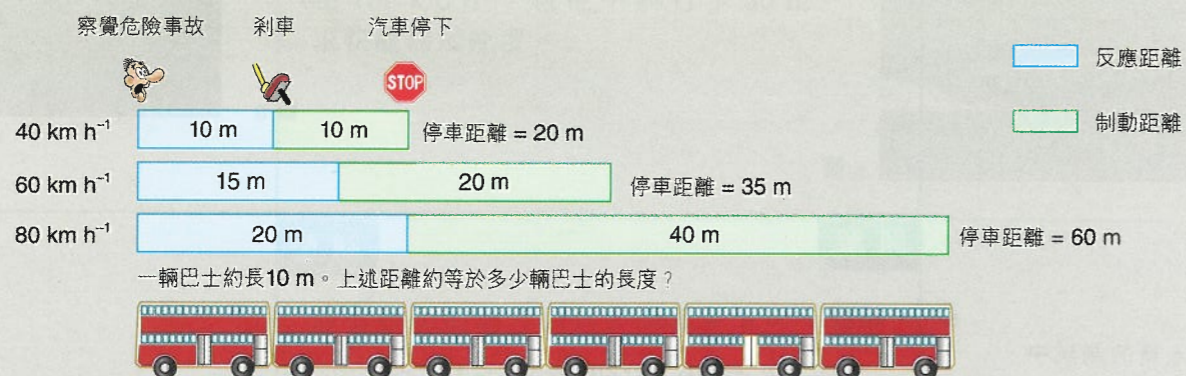 察覺危險事故 剎車 汽車停下
STOP
反應距離
制動距離
40 km h⁻¹ 10 m 10 m 停車距離 = 20 m
60 km h⁻¹ 15 m 20 m 停車距離 = 35 m
80 km h⁻¹ 20 m 40 m 停車距離 = 60 m
一輛巴士約長10 m。上述距離約等於多少輛巴士的長度？